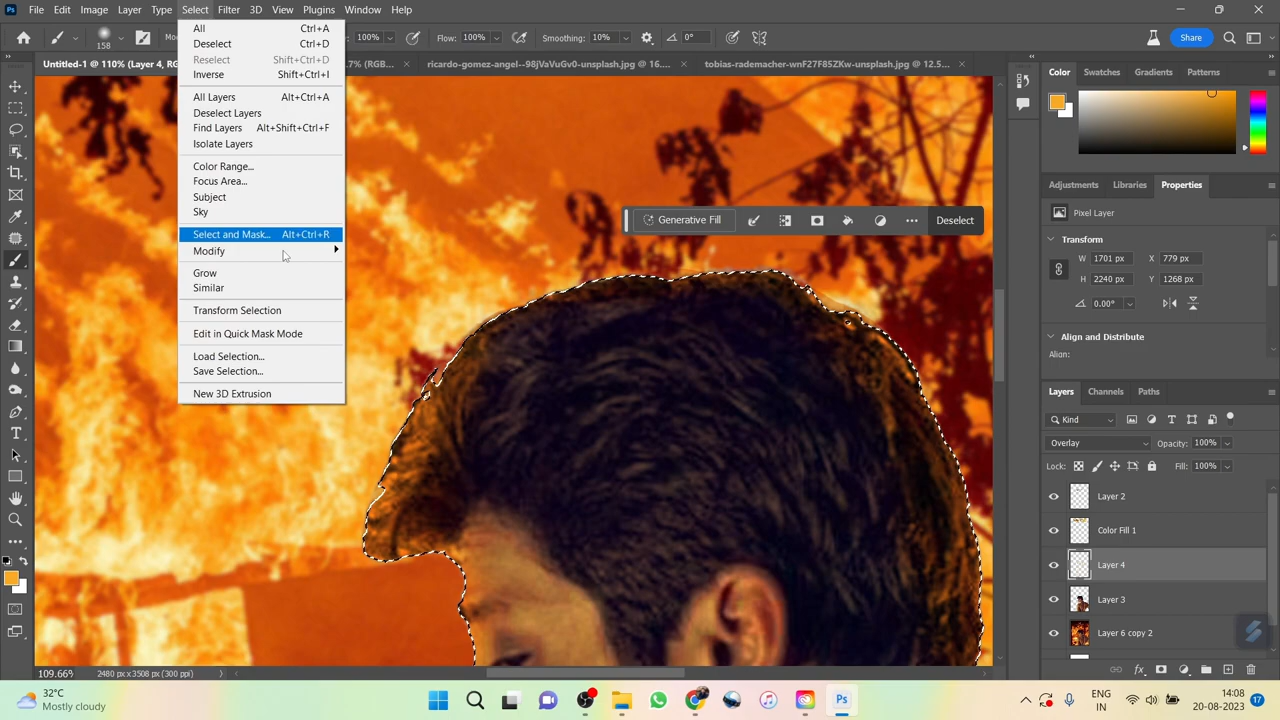 Ps File Edit Image Layer Type Select Filter 3D View Plugins Window Help
158 100% Flow: 100% Smoothing: 10% 0° Share
Untitled-1 @ 110% (Layer 4, RG .7% (RGB) × ricardo-gomez-angel--98jVaVuGv0-unsplash.jpg @ 16.... × tobias-rademacher-wnF27F85ZKw-unsplash.jpg @ 12.5... ×
All Ctrl+A
Deselect Ctrl+D
Reselect Shift+Ctrl+D
Inverse Shift+Ctrl+I
All Layers Alt+Ctrl+A
Deselect Layers
Find Layers Alt+Shift+Ctrl+F
Isolate Layers
Color Range...
Focus Area...
Subject
Sky
Select and Mask... Alt+Ctrl+R
Modify
Grow
Similar
Transform Selection
Edit in Quick Mask Mode
Load Selection...
Save Selection...
New 3D Extrusion
Generative Fill Deselect
Color Swatches Gradients Patterns
Adjustments Libraries Properties
Pixel Layer
Transform
W 1701 px X 779 px
H 2240 px Y 1268 px
0.00°
Align and Distribute
Align:
Layers Channels Paths
Kind
Overlay Opacity: 100%
Lock: Fill: 100%
Layer 2
Color Fill 1
Layer 4
Layer 3
Layer 6 copy 2
109.66% 2480 px x 3508 px (300 ppi)
32°C
Mostly cloudy
Ps
ENG
IN
14:08
20-08-2023
17